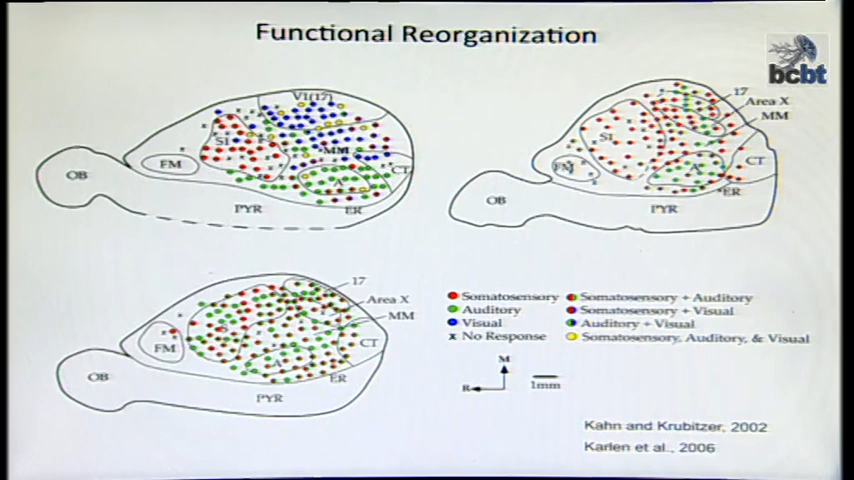 Functional Reorganization
bcbt
V1(17)
S1
MM
FM
CT
A
OB
PYR
ER
17
Area X
MM
S1
CT
FM
A
ER
OB
PYR
17
Area X
MM
S
CT
FM
A
ER
OB
PYR
Somatosensory
Somatosensory + Auditory
Auditory
Somatosensory + Visual
Visual
Auditory + Visual
x No Response
Somatosensory, Auditory, & Visual
M
R
1mm
Kahn and Krubitzer, 2002
Karlen et al., 2006